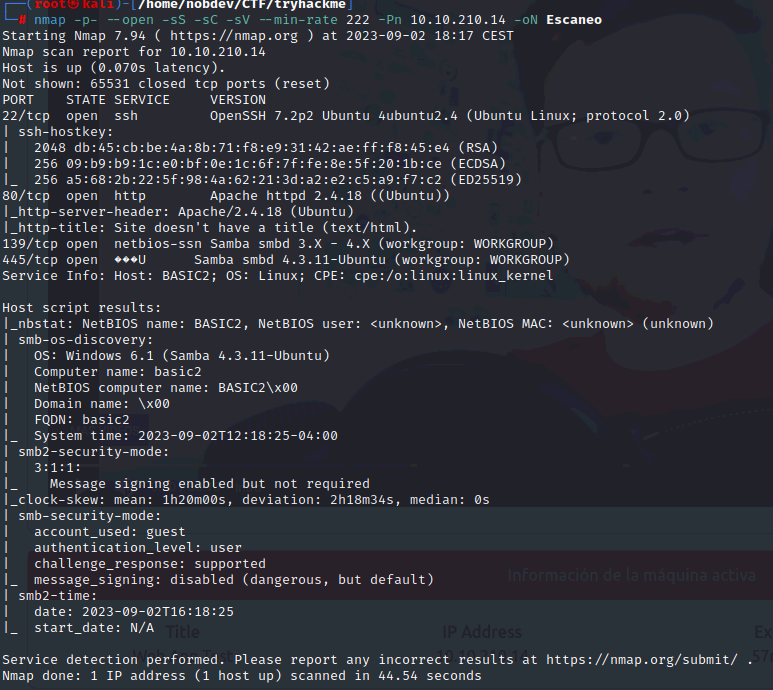 ┌──(root㉿kali)-[/home/nobdev/CTF/tryhackme]
└─# nmap -p- --open -sS -sC -sV --min-rate 222 -Pn 10.10.210.14 -oN Escaneo
Starting Nmap 7.94 ( https://nmap.org ) at 2023-09-02 18:17 CEST
Nmap scan report for 10.10.210.14
Host is up (0.070s latency).
Not shown: 65531 closed tcp ports (reset)
PORT    STATE SERVICE     VERSION
22/tcp  open  ssh         OpenSSH 7.2p2 Ubuntu 4ubuntu2.4 (Ubuntu Linux; protocol 2.0)
| ssh-hostkey:
|   2048 db:45:cb:be:4a:8b:71:f8:e9:31:42:ae:ff:f8:45:e4 (RSA)
|   256 09:b9:b9:1c:e0:bf:0e:1c:6f:7f:fe:8e:5f:20:1b:ce (ECDSA)
|_  256 a5:68:2b:22:5f:98:4a:62:21:3d:a2:e2:c5:a9:f7:c2 (ED25519)
80/tcp  open  http        Apache httpd 2.4.18 ((Ubuntu))
|_http-server-header: Apache/2.4.18 (Ubuntu)
|_http-title: Site doesn't have a title (text/html).
139/tcp open  netbios-ssn Samba smbd 3.X - 4.X (workgroup: WORKGROUP)
445/tcp open  ���U      Samba smbd 4.3.11-Ubuntu (workgroup: WORKGROUP)
Service Info: Host: BASIC2; OS: Linux; CPE: cpe:/o:linux:linux_kernel

Host script results:
|_nbstat: NetBIOS name: BASIC2, NetBIOS user: <unknown>, NetBIOS MAC: <unknown> (unknown)
| smb-os-discovery:
|   OS: Windows 6.1 (Samba 4.3.11-Ubuntu)
|   Computer name: basic2
|   NetBIOS computer name: BASIC2\x00
|   Domain name: \x00
|   FQDN: basic2
|_  System time: 2023-09-02T12:18:25-04:00
| smb2-security-mode:
|   3:1:1:
|_    Message signing enabled but not required
|_clock-skew: mean: 1h20m00s, deviation: 2h18m34s, median: 0s
| smb-security-mode:
|   account_used: guest
|   authentication_level: user
|   challenge_response: supported
|_  message_signing: disabled (dangerous, but default)
Información de la máquina activa
| smb2-time:
|   date: 2023-09-02T16:18:25
|_  start_date: N/A
Title IP Address

Service detection performed. Please report any incorrect results at https://nmap.org/submit/ .
Nmap done: 1 IP address (1 host up) scanned in 44.54 seconds